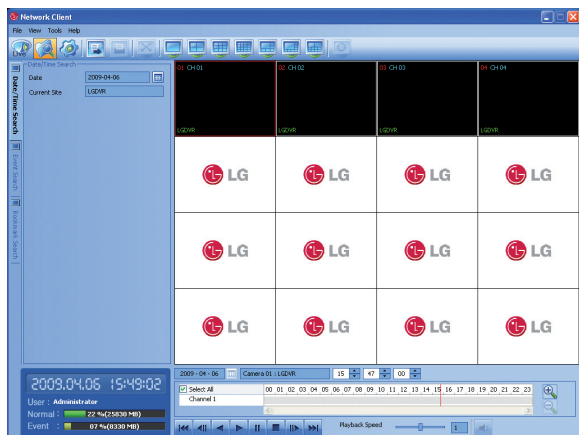 Network Client
File View Tools Help
Live
Date/Time Search
Date 2009-04-06
Current Site LGDVR
Date/Time Search
Event Search
Bookmark Search
01 CH 01
02 CH 02
03 CH 03
04 CH 04
LGDVR
LGDVR
LGDVR
LGDVR
LG LG LG LG
LG LG LG LG
LG LG LG LG
2009 - 04 - 06 Camera 01 : LGDVR 15 47 00
Select All 00 01 02 03 04 05 06 07 08 09 10 11 12 13 14 15 16 17 18 19 20 21 22 23
Channel 1
Playback Speed 1
2009.04.06 15:49:02
User : Administrator
Normal : 22 %(25830 MB)
Event : 07 %(8330 MB)